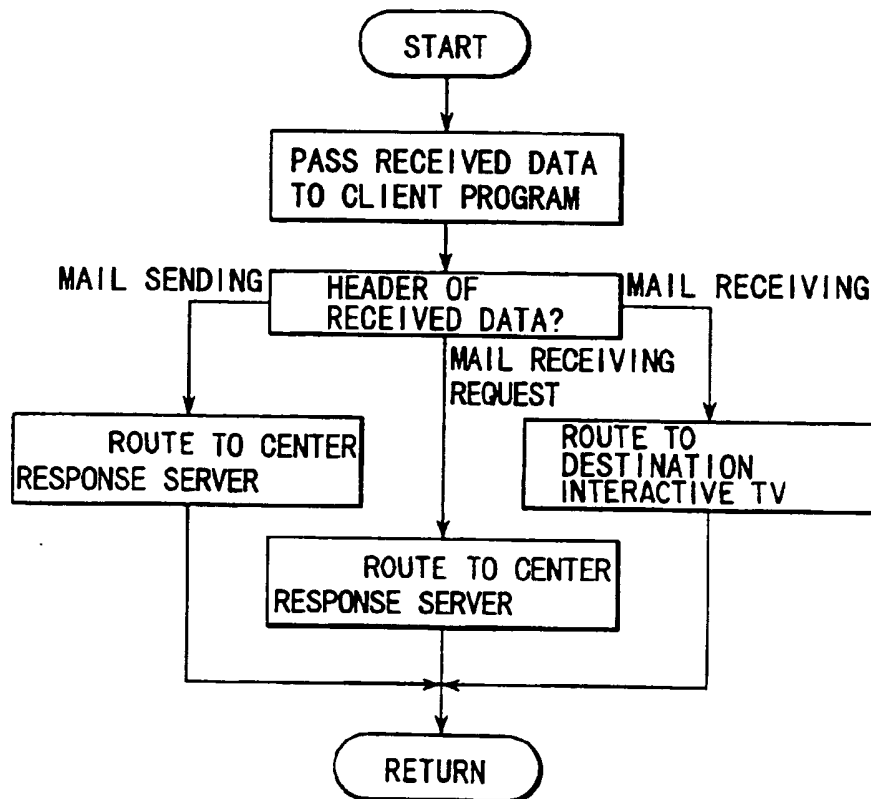 START
PASS RECEIVED DATA
TO CLIENT PROGRAM
MAIL SENDING
HEADER OF
RECEIVED DATA?
MAIL RECEIVING
MAIL RECEIVING
REQUEST
ROUTE TO CENTER
RESPONSE SERVER
ROUTE TO
DESTINATION
INTERACTIVE TV
ROUTE TO CENTER
RESPONSE SERVER
RETURN